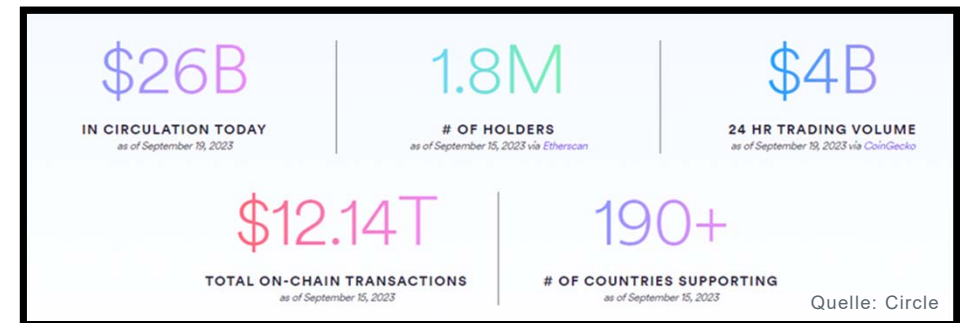 $26B
1.8M
$4B
IN CIRCULATION TODAY
# OF HOLDERS
24 HR TRADING VOLUME
as of September 19, 2023
as of September 15, 2023 via Etherscan
as of September 19, 2023 via CoinGecko
$12.14T
190+
TOTAL ON-CHAIN TRANSACTIONS
# OF COUNTRIES SUPPORTING
as of September 15, 2023
as of September 15, 2023
Quelle: Circle